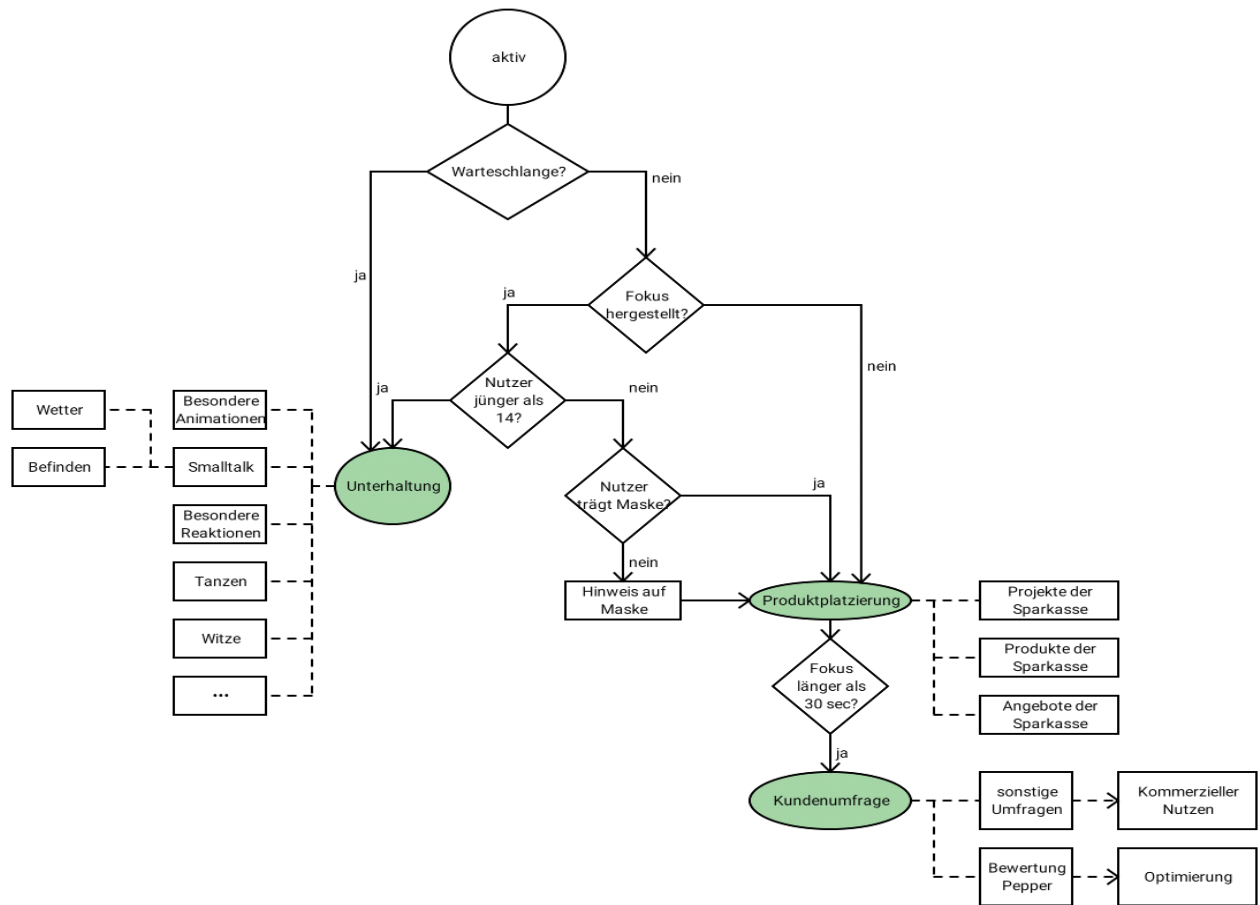 aktiv
Warteschlange?
nein
ja
Fokus
hergestellt?
ja
nein
Nutzer
jünger als
14?
ja
nein
Wetter
Besondere
Animationen
Befinden
Smalltalk
Unterhaltung
Nutzer
trägt Maske?
ja
nein
Besondere
Reaktionen
Tanzen
Hinweis auf
Maske
Produktplatzierung
Projekte der
Sparkasse
Witze
Fokus
länger als
30 sec?
Produkte der
Sparkasse
...
Angebote der
Sparkasse
ja
Kundenumfrage
sonstige
Umfragen
Kommerzieller
Nutzen
Bewertung
Pepper
Optimierung